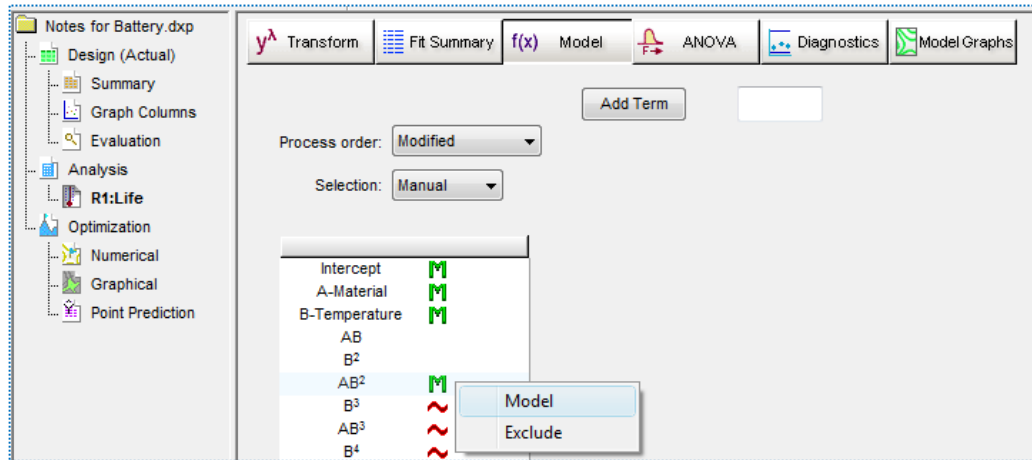 Notes for Battery.dxp
Design (Actual)
Summary
Graph Columns
Evaluation
Analysis
R1:Life
Optimization
Numerical
Graphical
Point Prediction
yλ Transform Fit Summary f(x) Model F ANOVA Diagnostics Model Graphs
Add Term
Process order: Modified
Selection: Manual
Intercept M
A-Material M
B-Temperature M
AB
B²
AB² M
B³
AB³
B⁴
Model
Exclude